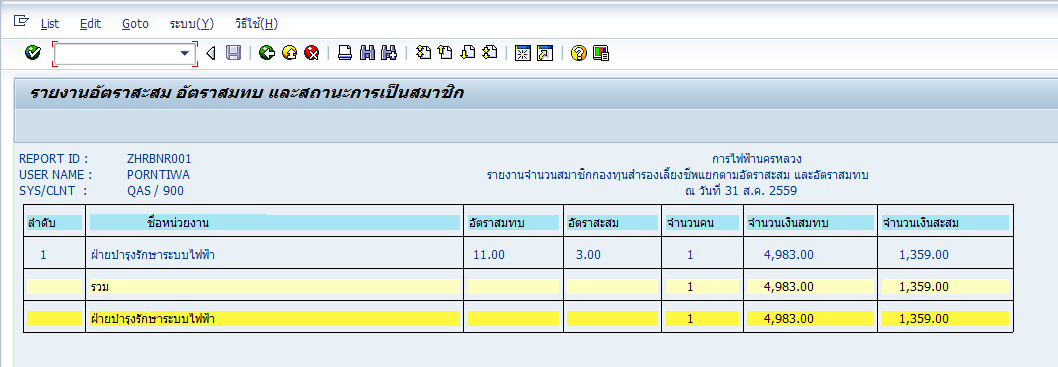 List Edit Goto ระบบ(Y) วิธีใช้(H)
รายงานอัตราสะสม อัตราสมทบ และสถานะการเป็นสมาชิก
REPORT ID : ZHRBNR001 การไฟฟ้านครหลวง
USER NAME : PORNTIWA รายงานจำนวนสมาชิกกองทุนสำรองเลี้ยงชีพแยกตามอัตราสะสม และอัตราสมทบ
SYS/CLNT : QAS / 900 ณ วันที่ 31 ส.ค. 2559
ลำดับ ชื่อหน่วยงาน อัตราสมทบ อัตราสะสม จำนวนคน จำนวนเงินสมทบ จำนวนเงินสะสม
1 ฝ่ายบำรุงรักษาระบบไฟฟ้า 11.00 3.00 1 4,983.00 1,359.00
รวม 1 4,983.00 1,359.00
ฝ่ายบำรุงรักษาระบบไฟฟ้า 1 4,983.00 1,359.00